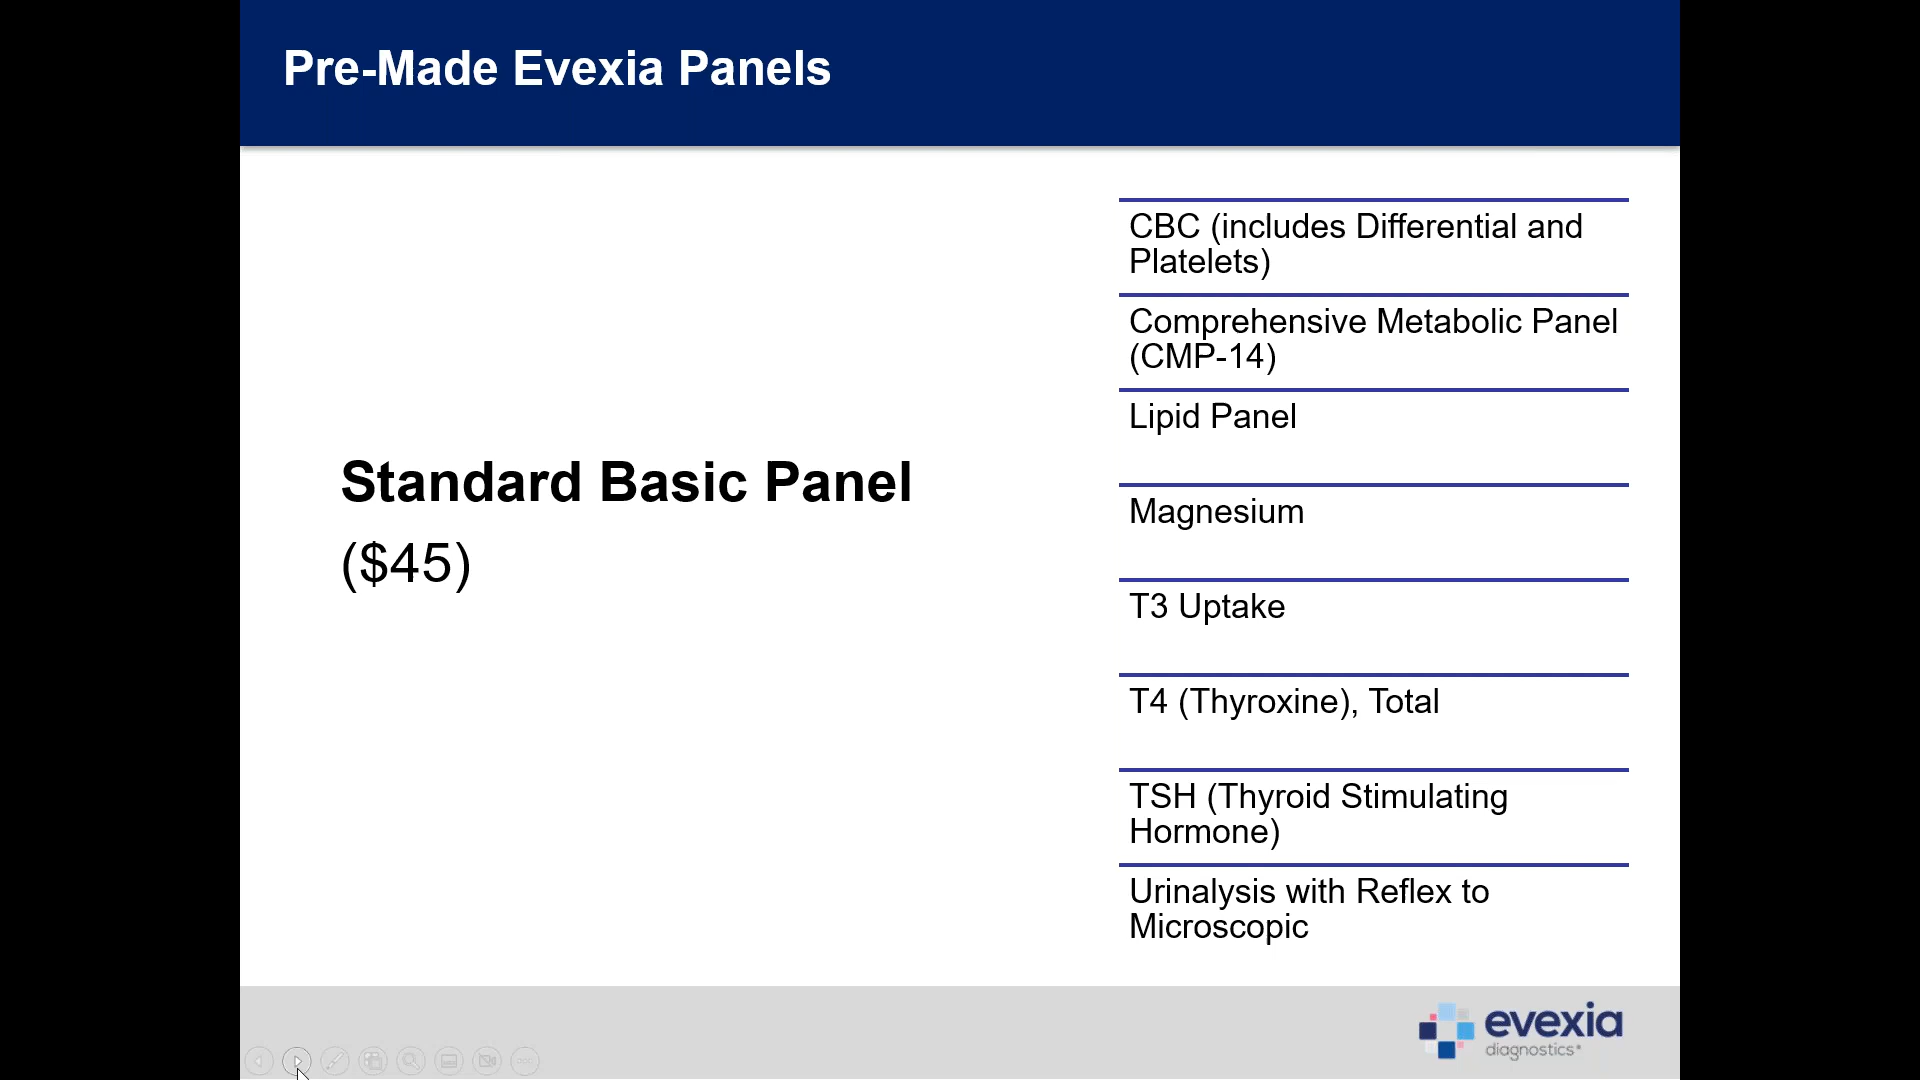 Pre-Made Evexia Panels
Standard Basic Panel
($45)
CBC (includes Differential and
Platelets)
Comprehensive Metabolic Panel
(CMP-14)
Lipid Panel
Magnesium
T3 Uptake
T4 (Thyroxine), Total
TSH (Thyroid Stimulating
Hormone)
Urinalysis with Reflex to
Microscopic
evexia
diagnostics